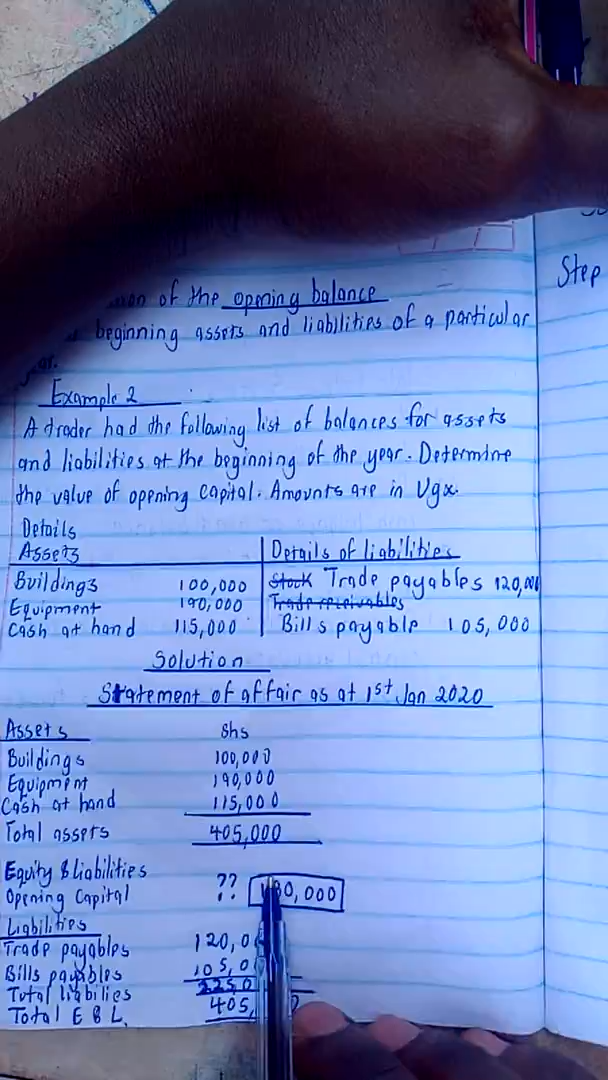 of the opening balance
beginning assets and liabilities of a particular
Step
Example 2
A trader had the following list of balances for assets
and liabilities at the beginning of the year. Determine
the value of opening capital. Amounts are in Ugx.
Details
Assets Details of liabilities
Buildings 100,000 Stock Trade payables 120,000
Equipment 190,000 Trade receivables
Cash at hand 115,000 Bills payable 105,000
Solution
Statement of affair as at 1st Jan 2020
Assets shs
Buildings 100,000
Equipment 190,000
Cash at hand 115,000
Total assets 405,000
Equity & liabilities
Opening Capital ??
Liabilities
Trade payables
Bills payables
Total liabilies
Total E & L.